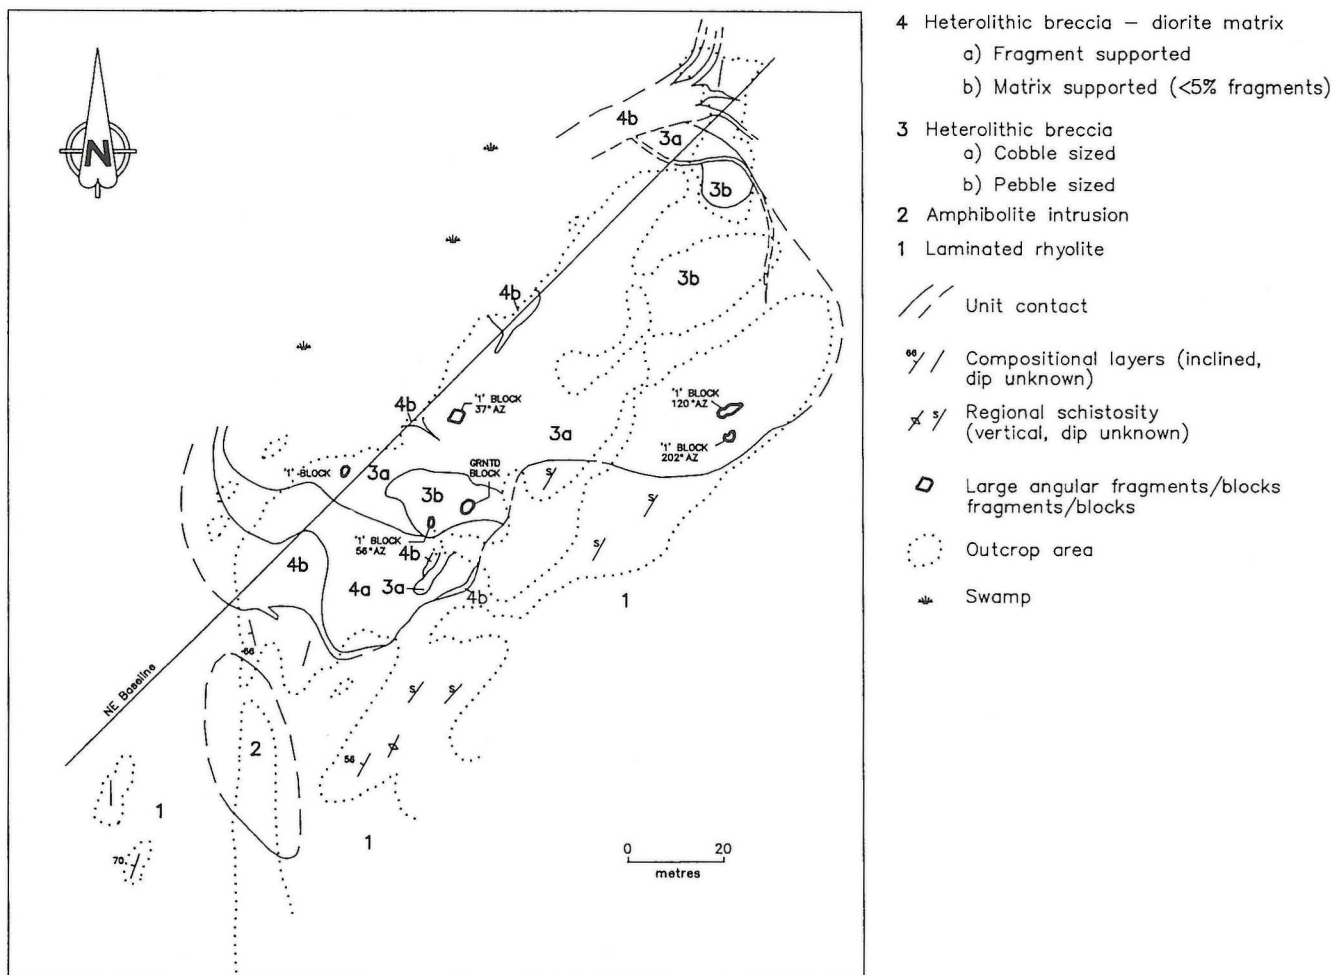 N
4b
3a
3b
3b
4b
'1' BLOCK
37° AZ
4b
'1' BLOCK
120° AZ
'1' BLOCK
202° AZ
3a
'1' BLOCK
3a
GRNTD
BLOCK
3b
S
S
'1' BLOCK
56° AZ
4b
S
4b
4a
3a
4b
1
66
NE Baseline
S
S
2
56
1
1
70
0 20
metres
4 Heterolithic breccia – diorite matrix
a) Fragment supported
b) Matrix supported (<5% fragments)
3 Heterolithic breccia
a) Cobble sized
b) Pebble sized
2 Amphibolite intrusion
1 Laminated rhyolite
Unit contact
66
Compositional layers (inclined,
dip unknown)
S
Regional schistosity
(vertical, dip unknown)
Large angular fragments/blocks
fragments/blocks
Outcrop area
Swamp